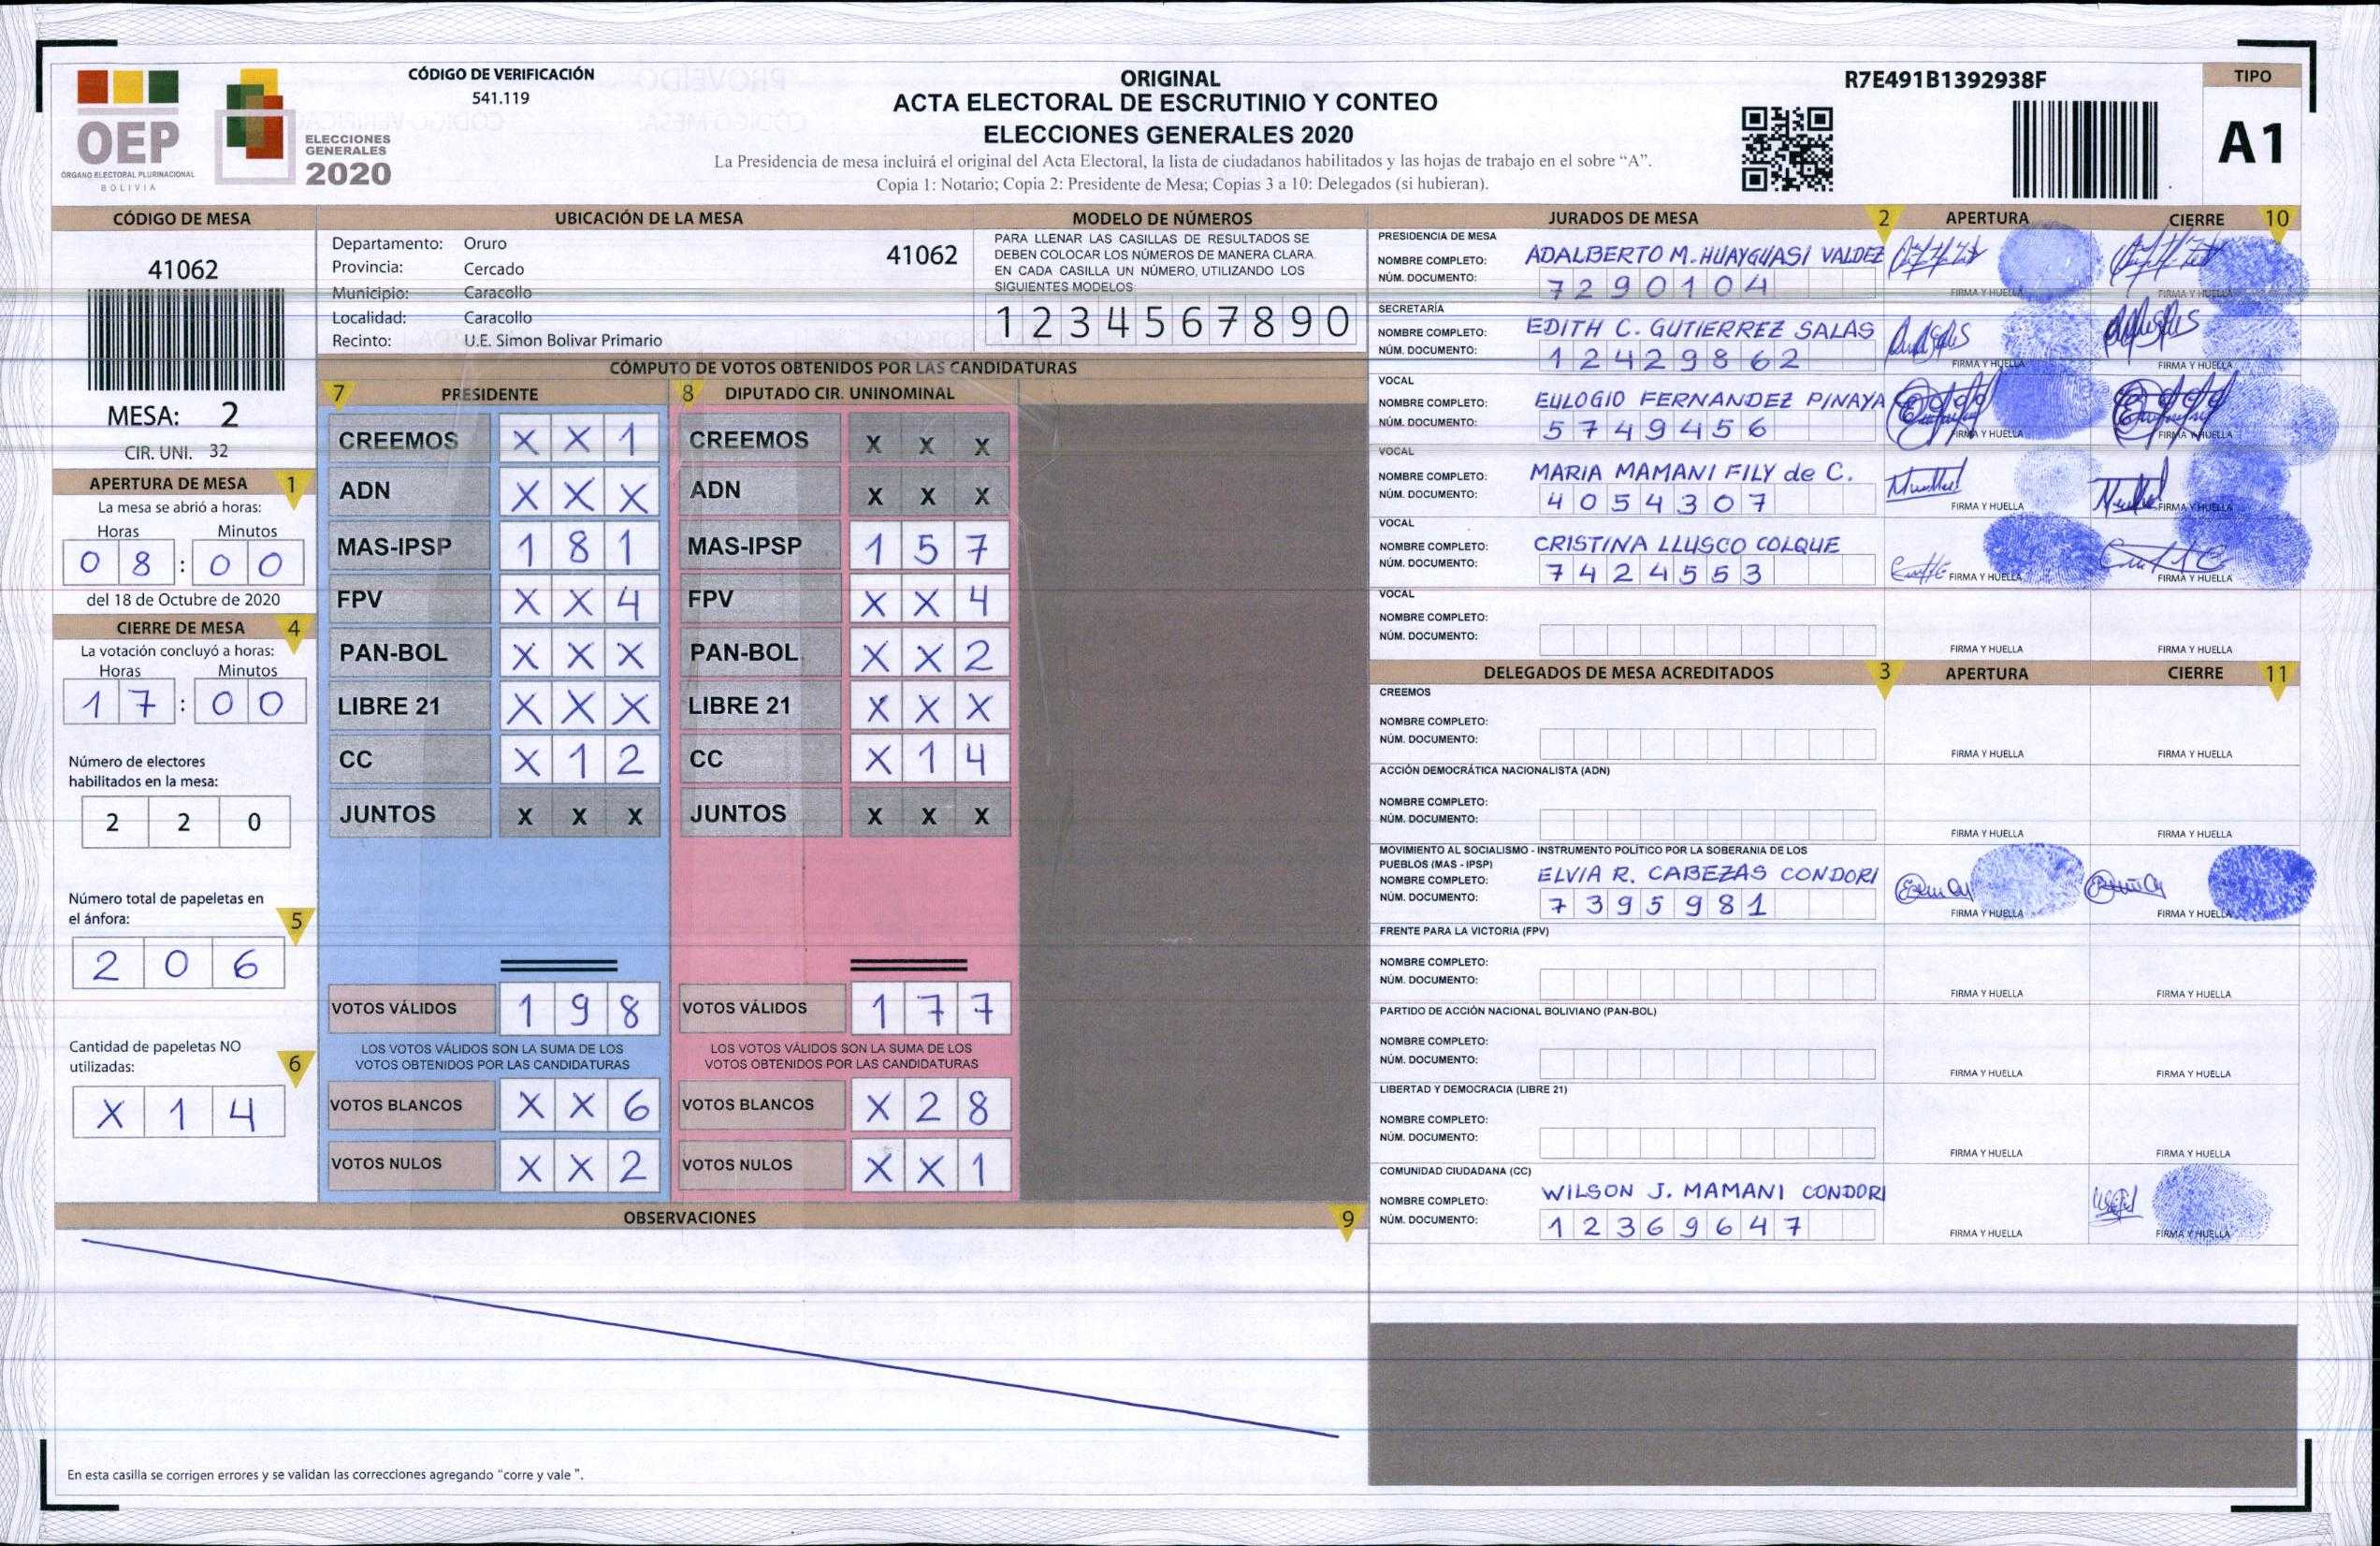 OEP
ÓRGANO ELECTORAL PLURINACIONAL
BOLIVIA
ELECCIONES
GENERALES
2020
CÓDIGO DE VERIFICACIÓN
541.119
ORIGINAL
ACTA ELECTORAL DE ESCRUTINIO Y CONTEO
ELECCIONES GENERALES 2020
La Presidencia de mesa incluirá el original del Acta Electoral, la lista de ciudadanos habilitados y las hojas de trabajo en el sobre “A”.
Copia 1: Notario; Copia 2: Presidente de Mesa; Copias 3 a 10: Delegados (si hubieran).
R7E491B1392938F
TIPO
A1
CÓDIGO DE MESA
41062
MESA: 2
CIR. UNI. 32
APERTURA DE MESA 1
La mesa se abrió a horas:
Horas Minutos
0 8 : 0 0
del 18 de Octubre de 2020
CIERRE DE MESA 4
La votación concluyó a horas:
Horas Minutos
1 7 : 0 0
Número de electores
habilitados en la mesa:
2 2 0
Número total de papeletas en
el ánfora: 5
2 0 6
Cantidad de papeletas NO
utilizadas: 6
X 1 4
UBICACIÓN DE LA MESA
Departamento: Oruro 41062
Provincia: Cercado
Municipio: Caracollo
Localidad: Caracollo
Recinto: U.E. Simon Bolivar Primario
MODELO DE NÚMEROS
PARA LLENAR LAS CASILLAS DE RESULTADOS SE
DEBEN COLOCAR LOS NÚMEROS DE MANERA CLARA.
EN CADA CASILLA UN NÚMERO, UTILIZANDO LOS
SIGUIENTES MODELOS:
1 2 3 4 5 6 7 8 9 0
CÓMPUTO DE VOTOS OBTENIDOS POR LAS CANDIDATURAS
7 PRESIDENTE 8 DIPUTADO CIR. UNINOMINAL
CREEMOS X X 1 CREEMOS X X X
ADN X X X ADN X X X
MAS-IPSP 1 8 1 MAS-IPSP 1 5 7
FPV X X 4 FPV X X 4
PAN-BOL X X X PAN-BOL X X 2
LIBRE 21 X X X LIBRE 21 X X X
CC X 1 2 CC X 1 4
JUNTOS X X X JUNTOS X X X
VOTOS VÁLIDOS 1 9 8 VOTOS VÁLIDOS 1 7 7
LOS VOTOS VÁLIDOS SON LA SUMA DE LOS LOS VOTOS VÁLIDOS SON LA SUMA DE LOS
VOTOS OBTENIDOS POR LAS CANDIDATURAS VOTOS OBTENIDOS POR LAS CANDIDATURAS
VOTOS BLANCOS X X 6 VOTOS BLANCOS X 2 8
VOTOS NULOS X X 2 VOTOS NULOS X X 1
OBSERVACIONES 9
En esta casilla se corrigen errores y se validan las correcciones agregando “corre y vale ”.
JURADOS DE MESA 2 APERTURA CIERRE 10
PRESIDENCIA DE MESA
NOMBRE COMPLETO: ADALBERTO M. HUAYGUASI VALDEZ
NÚM. DOCUMENTO: 7290104
FIRMA Y HUELLA FIRMA Y HUELLA
SECRETARÍA
NOMBRE COMPLETO: EDITH C. GUTIERREZ SALAS
NÚM. DOCUMENTO: 12429862
FIRMA Y HUELLA FIRMA Y HUELLA
VOCAL
NOMBRE COMPLETO: EULOGIO FERNANDEZ PINAYA
NÚM. DOCUMENTO: 5749456
FIRMA Y HUELLA FIRMA Y HUELLA
VOCAL
NOMBRE COMPLETO: MARIA MAMANI FILY de C.
NÚM. DOCUMENTO: 4054307
FIRMA Y HUELLA FIRMA Y HUELLA
VOCAL
NOMBRE COMPLETO: CRISTINA LLUSCO COLQUE
NÚM. DOCUMENTO: 7424553
FIRMA Y HUELLA FIRMA Y HUELLA
VOCAL
NOMBRE COMPLETO:
NÚM. DOCUMENTO:
FIRMA Y HUELLA FIRMA Y HUELLA
DELEGADOS DE MESA ACREDITADOS 3 APERTURA CIERRE 11
CREEMOS
NOMBRE COMPLETO:
NÚM. DOCUMENTO:
FIRMA Y HUELLA FIRMA Y HUELLA
ACCIÓN DEMOCRÁTICA NACIONALISTA (ADN)
NOMBRE COMPLETO:
NÚM. DOCUMENTO:
FIRMA Y HUELLA FIRMA Y HUELLA
MOVIMIENTO AL SOCIALISMO - INSTRUMENTO POLÍTICO POR LA SOBERANIA DE LOS
PUEBLOS (MAS - IPSP)
NOMBRE COMPLETO: ELVIA R. CABEZAS CONDORI
NÚM. DOCUMENTO: 7395981
FIRMA Y HUELLA FIRMA Y HUELLA
FRENTE PARA LA VICTORIA (FPV)
NOMBRE COMPLETO:
NÚM. DOCUMENTO:
FIRMA Y HUELLA FIRMA Y HUELLA
PARTIDO DE ACCIÓN NACIONAL BOLIVIANO (PAN-BOL)
NOMBRE COMPLETO:
NÚM. DOCUMENTO:
FIRMA Y HUELLA FIRMA Y HUELLA
LIBERTAD Y DEMOCRACIA (LIBRE 21)
NOMBRE COMPLETO:
NÚM. DOCUMENTO:
FIRMA Y HUELLA FIRMA Y HUELLA
COMUNIDAD CIUDADANA (CC)
NOMBRE COMPLETO: WILSON J. MAMANI CONDORI
NÚM. DOCUMENTO: 12369647
FIRMA Y HUELLA FIRMA Y HUELLA